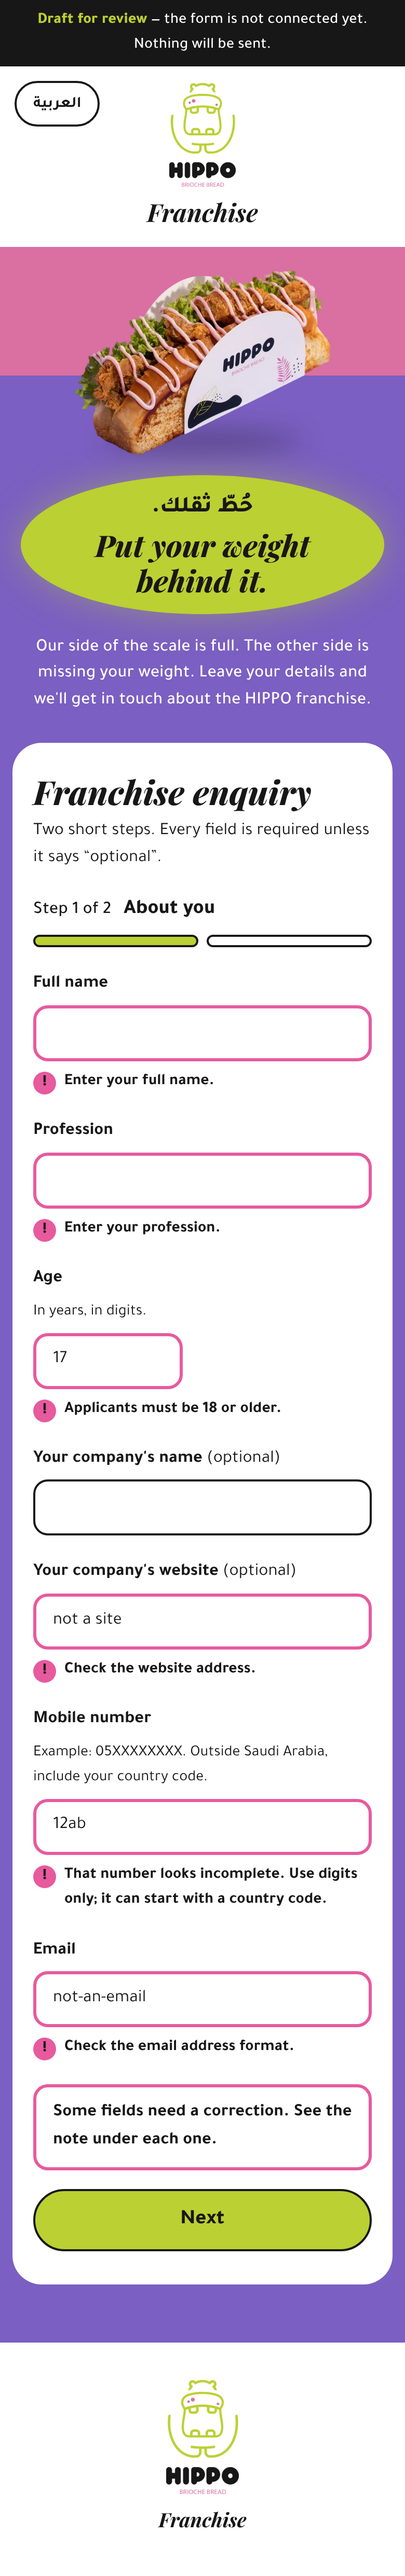 Draft for review — the form is not connected yet.
Nothing will be sent.
العربية
HIPPO
BRIOCHE BREAD
Franchise
HIPPO
BRIOCHE BREAD
حُطّ ثقلك.
Put your weight
behind it.
Our side of the scale is full. The other side is
missing your weight. Leave your details and
we'll get in touch about the HIPPO franchise.
Franchise enquiry
Two short steps. Every field is required unless
it says “optional”.
Step 1 of 2 About you
Full name
! Enter your full name.
Profession
! Enter your profession.
Age
In years, in digits.
17
! Applicants must be 18 or older.
Your company's name (optional)
Your company's website (optional)
not a site
! Check the website address.
Mobile number
Example: 05XXXXXXXX. Outside Saudi Arabia,
include your country code.
12ab
! That number looks incomplete. Use digits
only; it can start with a country code.
Email
not-an-email
! Check the email address format.
Some fields need a correction. See the
note under each one.
Next
HIPPO
BRIOCHE BREAD
Franchise